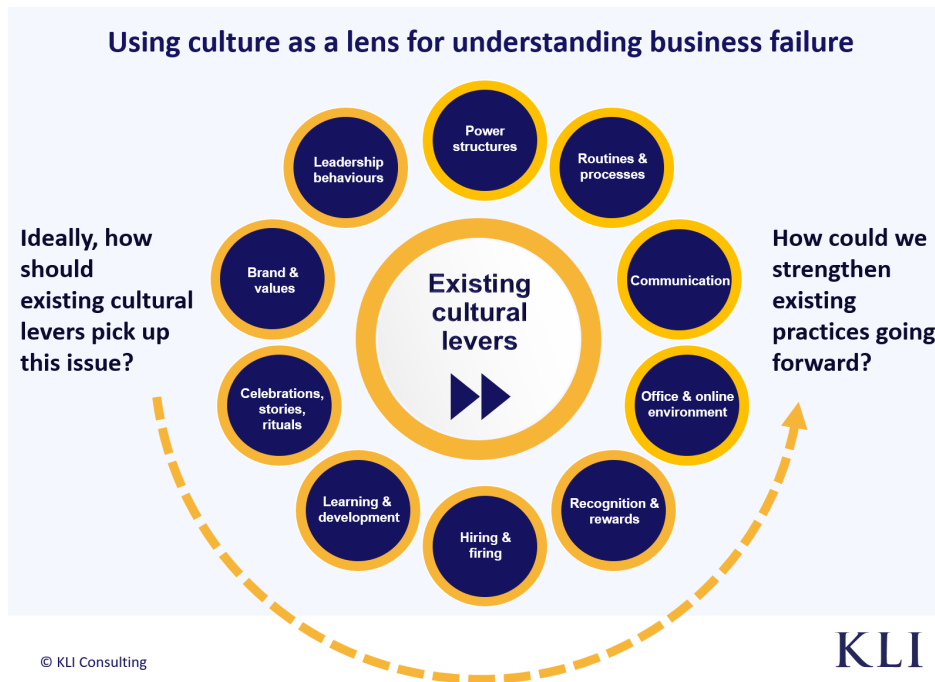 Using culture as a lens for understanding business failure
Power
structures
Leadership
behaviours
Routines &
processes
Ideally, how
should
existing cultural
levers pick up
this issue?
Brand &
values
Existing
cultural
levers
Communication
How could we
strengthen
existing
practices going
forward?
Celebrations,
stories,
rituals
Office & online
environment
Learning &
development
Hiring &
firing
Recognition &
rewards
© KLI Consulting
KLI